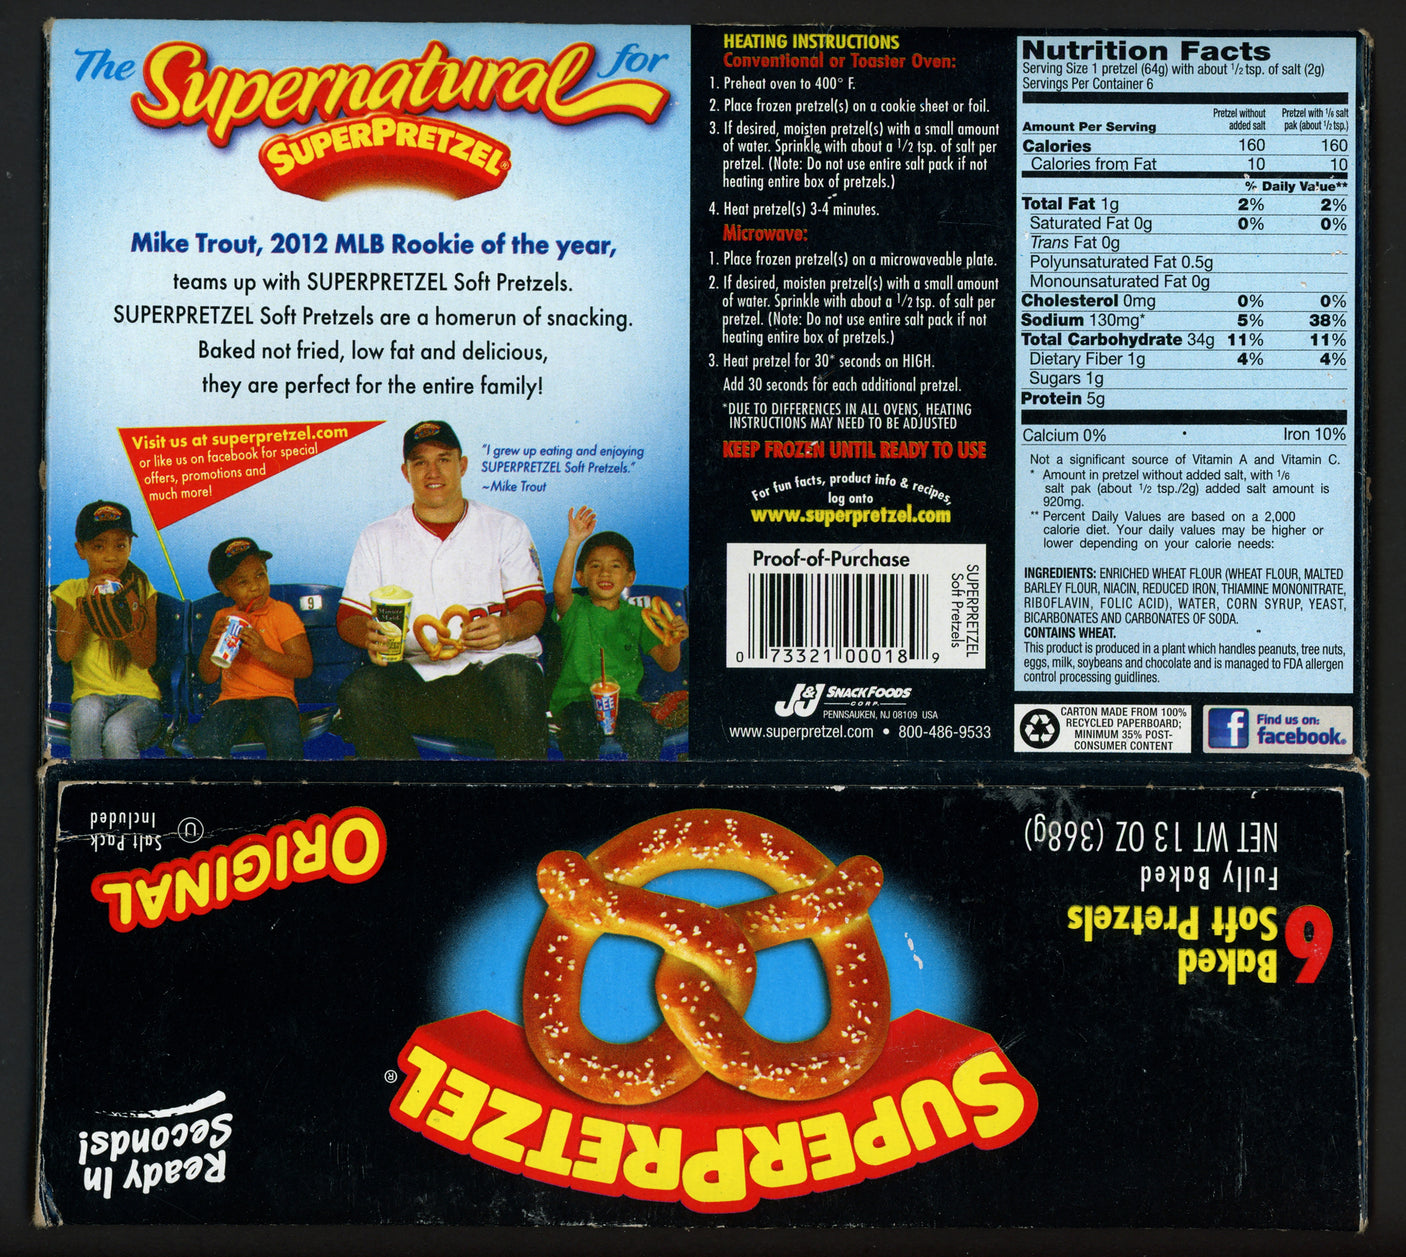 The Supernatural for
SUPERPRETZEL®
Mike Trout, 2012 MLB Rookie of the year,
teams up with SUPERPRETZEL Soft Pretzels.
SUPERPRETZEL Soft Pretzels are a homerun of snacking.
Baked not fried, low fat and delicious,
they are perfect for the entire family!
Visit us at superpretzel.com
or like us on facebook for special
offers, promotions and
much more!
"I grew up eating and enjoying
SUPERPRETZEL Soft Pretzels."
~Mike Trout
9
Minute
Maid
ICEE
HEATING INSTRUCTIONS
Conventional or Toaster Oven:
1. Preheat oven to 400° F.
2. Place frozen pretzel(s) on a cookie sheet or foil.
3. If desired, moisten pretzel(s) with a small amount
of water. Sprinkle with about a 1/2 tsp. of salt per
pretzel. (Note: Do not use entire salt pack if not
heating entire box of pretzels.)
4. Heat pretzel(s) 3-4 minutes.
Microwave:
1. Place frozen pretzel(s) on a microwaveable plate.
2. If desired, moisten pretzel(s) with a small amount
of water. Sprinkle with about a 1/2 tsp. of salt per
pretzel. (Note: Do not use entire salt pack if not
heating entire box of pretzels.)
3. Heat pretzel for 30* seconds on HIGH.
Add 30 seconds for each additional pretzel.
*DUE TO DIFFERENCES IN ALL OVENS, HEATING
INSTRUCTIONS MAY NEED TO BE ADJUSTED
KEEP FROZEN UNTIL READY TO USE
For fun facts, product info & recipes,
log onto
www.superpretzel.com
Proof-of-Purchase
0 73321 00018 9
SUPERPRETZEL
Soft Pretzels
J&J SNACK FOODS
CORP.
PENNSAUKEN, NJ 08109 USA
www.superpretzel.com • 800-486-9533
Nutrition Facts
Serving Size 1 pretzel (64g) with about 1/2 tsp. of salt (2g)
Servings Per Container 6
Amount Per Serving Pretzel without added salt Pretzel with 1/6 salt pak (about 1/2 tsp.)
Calories 160 160
Calories from Fat 10 10
% Daily Value**
Total Fat 1g 2% 2%
Saturated Fat 0g 0% 0%
Trans Fat 0g
Polyunsaturated Fat 0.5g
Monounsaturated Fat 0g
Cholesterol 0mg 0% 0%
Sodium 130mg* 5% 38%
Total Carbohydrate 34g 11% 11%
Dietary Fiber 1g 4% 4%
Sugars 1g
Protein 5g
Calcium 0% • Iron 10%
Not a significant source of Vitamin A and Vitamin C.
* Amount in pretzel without added salt, with 1/6
salt pak (about 1/2 tsp./2g) added salt amount is
920mg.
** Percent Daily Values are based on a 2,000
calorie diet. Your daily values may be higher or
lower depending on your calorie needs:
INGREDIENTS: ENRICHED WHEAT FLOUR (WHEAT FLOUR, MALTED
BARLEY FLOUR, NIACIN, REDUCED IRON, THIAMINE MONONITRATE,
RIBOFLAVIN, FOLIC ACID), WATER, CORN SYRUP, YEAST,
BICARBONATES AND CARBONATES OF SODA.
CONTAINS WHEAT.
This product is produced in a plant which handles peanuts, tree nuts,
eggs, milk, soybeans and chocolate and is managed to FDA allergen
control processing guidlines.
CARTON MADE FROM 100%
RECYCLED PAPERBOARD;
MINIMUM 35% POST-
CONSUMER CONTENT
f Find us on:
facebook®
SUPERPRETZEL®
Ready In
Seconds!
6 Baked
Soft Pretzels
Fully Baked
NET WT 13 OZ (368g)
ORIGINAL
U Salt Pack
Included